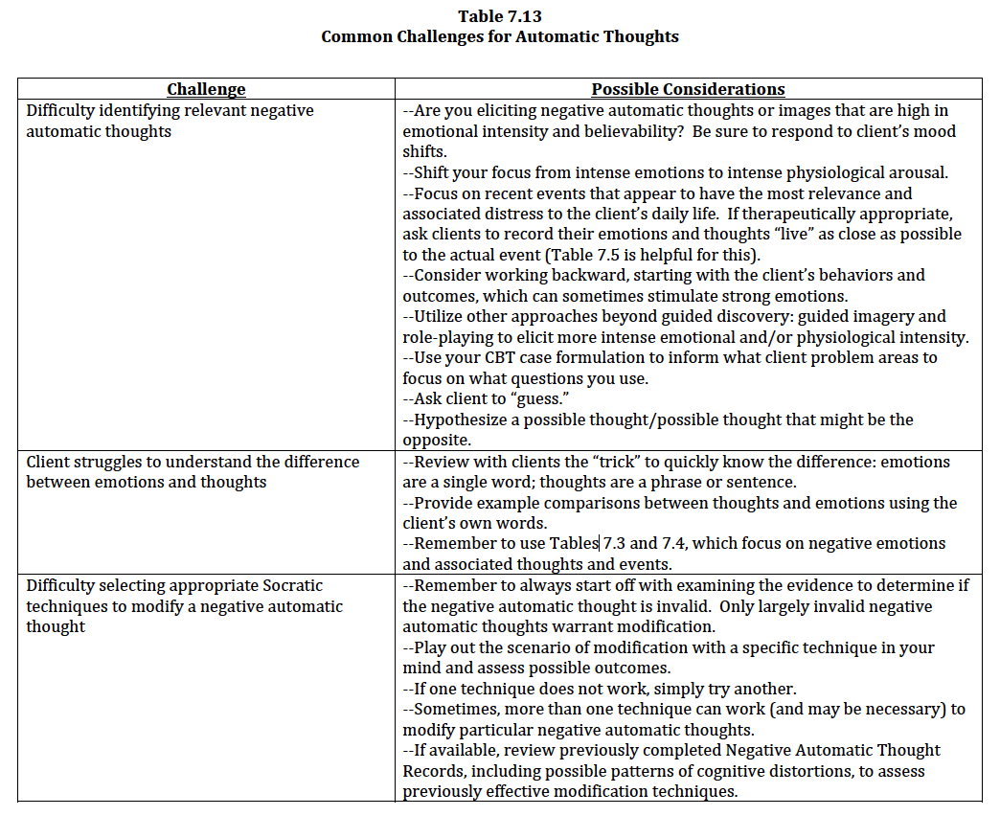 Table 7.13
Common Challenges for Automatic Thoughts
Challenge
Possible Considerations
Difficulty identifying relevant negative
automatic thoughts
--Are you eliciting negative automatic thoughts or images that are high in
emotional intensity and believability?  Be sure to respond to client’s mood
shifts.
--Shift your focus from intense emotions to intense physiological arousal.
--Focus on recent events that appear to have the most relevance and
associated distress to the client’s daily life.  If therapeutically appropriate,
ask clients to record their emotions and thoughts “live” as close as possible
to the actual event (Table 7.5 is helpful for this).
--Consider working backward, starting with the client’s behaviors and
outcomes, which can sometimes stimulate strong emotions.
--Utilize other approaches beyond guided discovery: guided imagery and
role-playing to elicit more intense emotional and/or physiological intensity.
--Use your CBT case formulation to inform what client problem areas to
focus on what questions you use.
--Ask client to “guess.”
--Hypothesize a possible thought/possible thought that might be the
opposite.
Client struggles to understand the difference
between emotions and thoughts
--Review with clients the “trick” to quickly know the difference: emotions
are a single word; thoughts are a phrase or sentence.
--Provide example comparisons between thoughts and emotions using the
client’s own words.
--Remember to use Tables 7.3 and 7.4, which focus on negative emotions
and associated thoughts and events.
Difficulty selecting appropriate Socratic
techniques to modify a negative automatic
thought
--Remember to always start off with examining the evidence to determine if
the negative automatic thought is invalid.  Only largely invalid negative
automatic thoughts warrant modification.
--Play out the scenario of modification with a specific technique in your
mind and assess possible outcomes.
--If one technique does not work, simply try another.
--Sometimes, more than one technique can work (and may be necessary) to
modify particular negative automatic thoughts.
--If available, review previously completed Negative Automatic Thought
Records, including possible patterns of cognitive distortions, to assess
previously effective modification techniques.